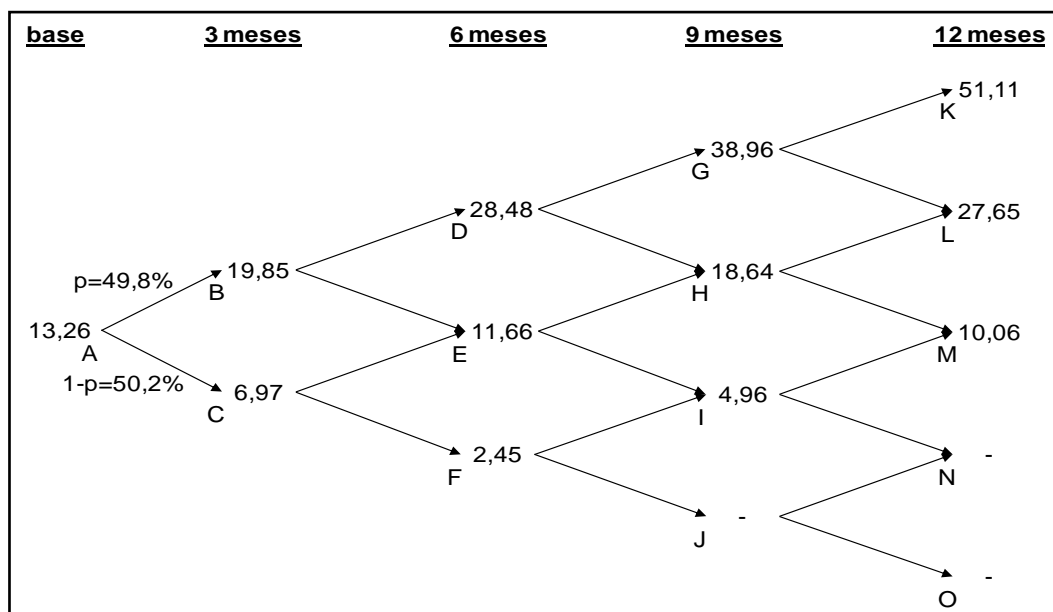 base 3 meses 6 meses 9 meses 12 meses
51,11
K
38,96
G
28,48
D
27,65
L
p=49,8%
19,85
B
18,64
H
13,26
A
11,66
E
10,06
M
1-p=50,2%
6,97
C
4,96
I
2,45
F
-
N
-
J
-
O